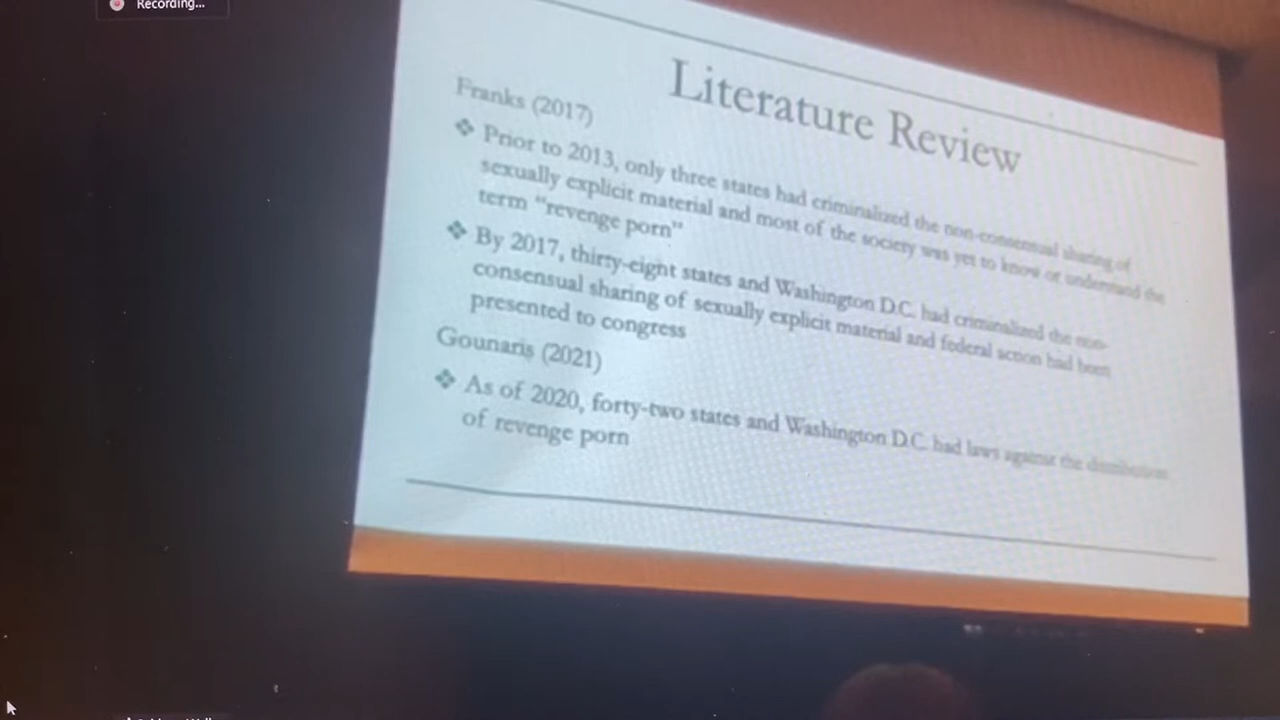 Recording...
Literature Review
Franks (2017)
❖ Prior to 2013, only three states had criminalized the non-consensual sharing of
sexually explicit material and most of the society was yet to know or understand the
term “revenge porn”
❖ By 2017, thirty-eight states and Washington D.C. had criminalized the non-
consensual sharing of sexually explicit material and federal action had been
presented to congress
Gounaris (2021)
❖ As of 2020, forty-two states and Washington D.C. had laws against the distribution
of revenge porn